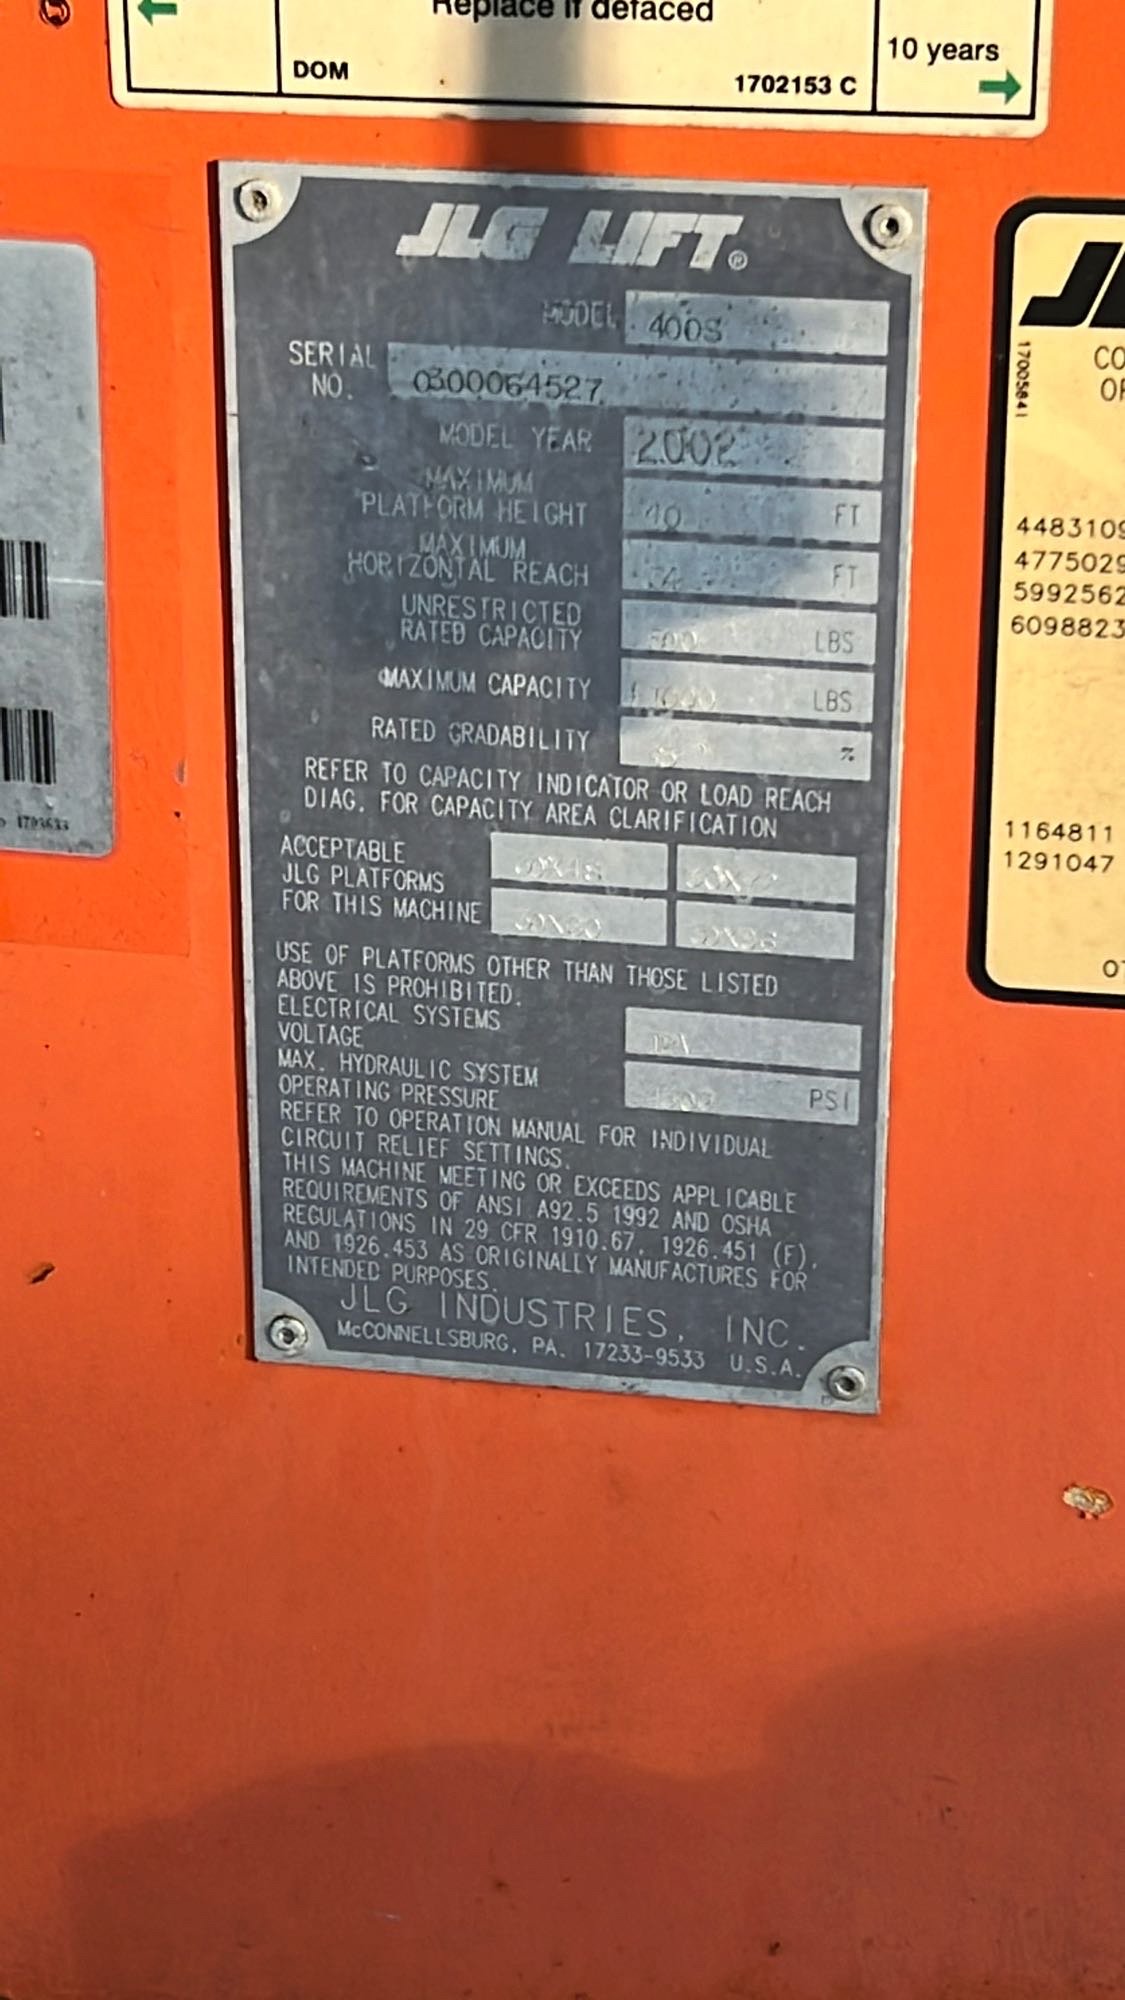 Replace if defaced
10 years
DOM
1702153 C
JLG LIFT®
MODEL 400S
SERIAL NO. 0300064527
MODEL YEAR 2002
MAXIMUM
PLATFORM HEIGHT 40 FT
MAXIMUM
HORIZONTAL REACH FT
UNRESTRICTED
RATED CAPACITY LBS
MAXIMUM CAPACITY LBS
RATED GRADABILITY %
REFER TO CAPACITY INDICATOR OR LOAD REACH
DIAG. FOR CAPACITY AREA CLARIFICATION
ACCEPTABLE
JLG PLATFORMS
FOR THIS MACHINE
USE OF PLATFORMS OTHER THAN THOSE LISTED
ABOVE IS PROHIBITED.
ELECTRICAL SYSTEMS
VOLTAGE
MAX. HYDRAULIC SYSTEM
OPERATING PRESSURE PSI
REFER TO OPERATION MANUAL FOR INDIVIDUAL
CIRCUIT RELIEF SETTINGS.
THIS MACHINE MEETING OR EXCEEDS APPLICABLE
REQUIREMENTS OF ANSI A92.5 1992 AND OSHA
REGULATIONS IN 29 CFR 1910.67, 1926.451 (F),
AND 1926.453 AS ORIGINALLY MANUFACTURES FOR
INTENDED PURPOSES.
JLG INDUSTRIES, INC.
McCONNELLSBURG, PA. 17233-9533 U.S.A.
1703633
17005841
4483109
4775029
5992562
6098823
1164811
1291047